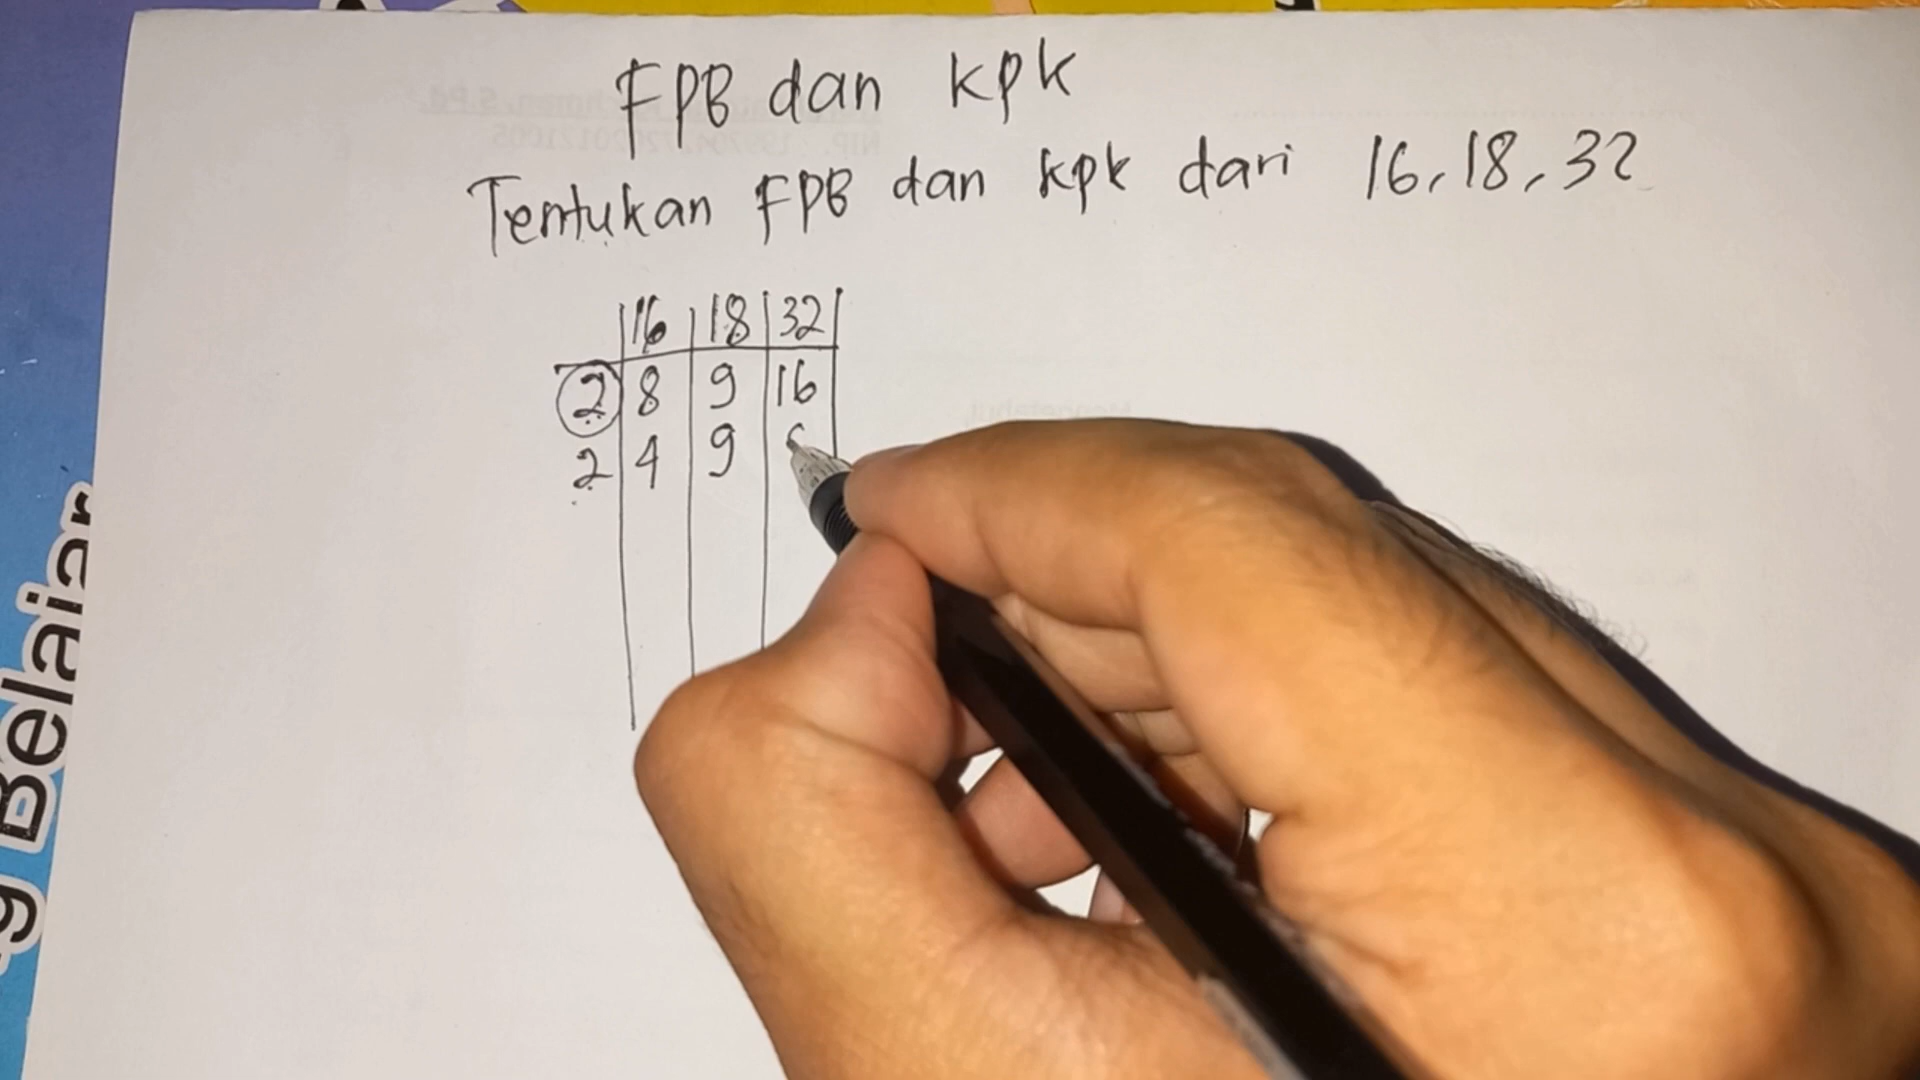 FPB dan kpk
Tentukan FPB dan kpk dari 16, 18, 32
16 18 32
2 8 9 16
2 4 9
g Belajar